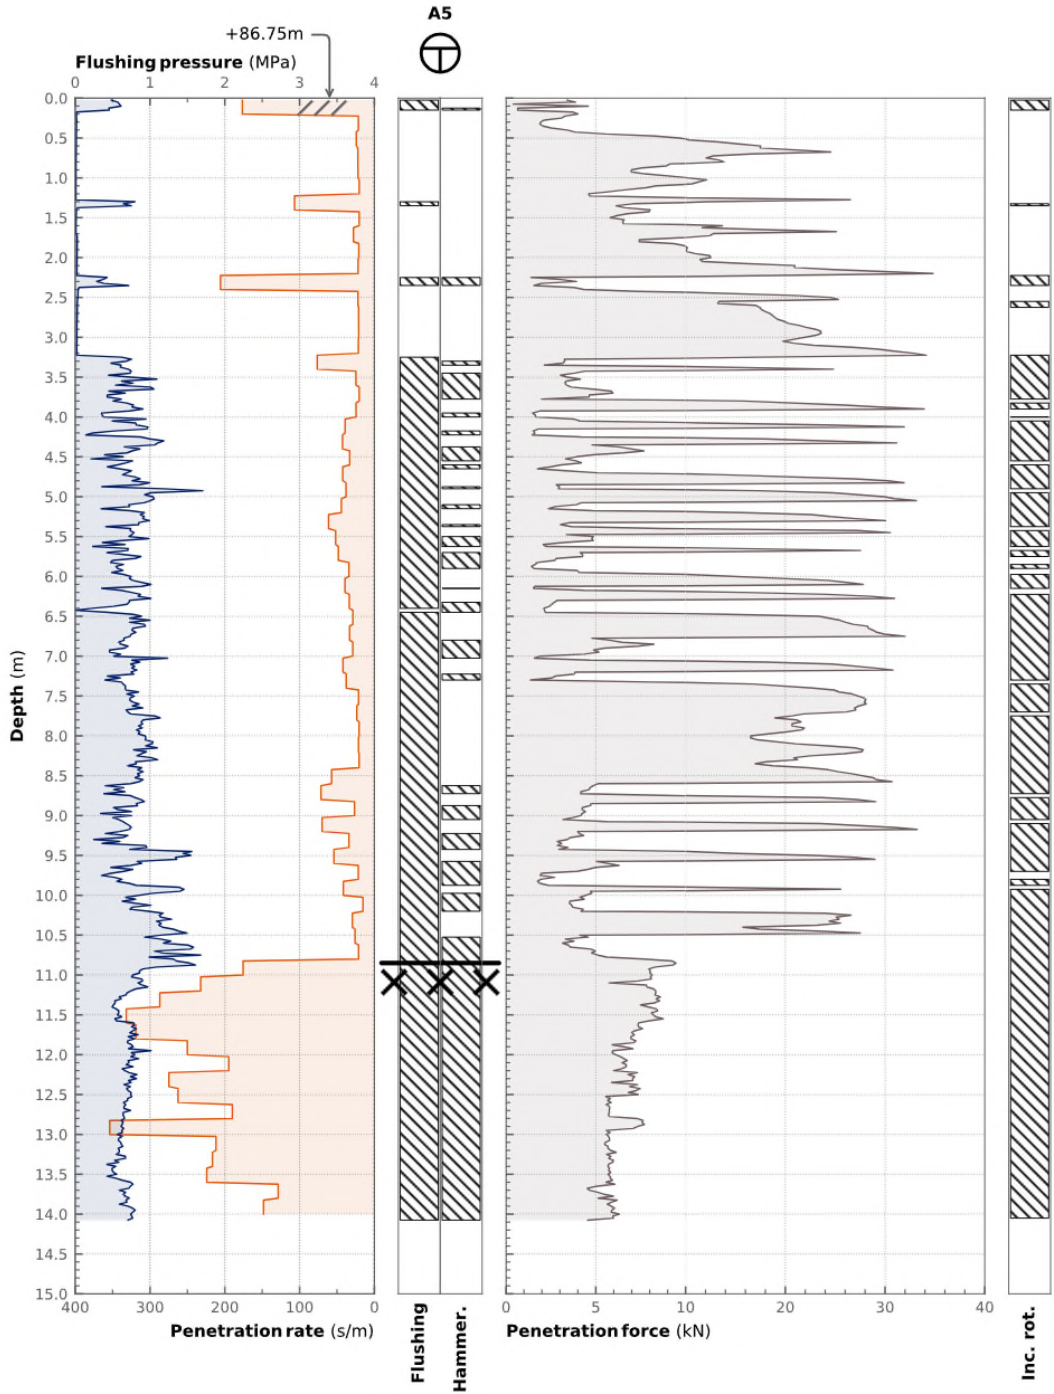 A5
+86.75m
Flushing pressure (MPa)
0 1 2 3 4
0.0
0.5
1.0
1.5
2.0
2.5
3.0
3.5
4.0
4.5
5.0
5.5
6.0
6.5
7.0
7.5
8.0
8.5
9.0
9.5
10.0
10.5
11.0
11.5
12.0
12.5
13.0
13.5
14.0
14.5
15.0
Depth (m)
400 300 200 100 0
Penetration rate (s/m)
Flushing
Hammer.
0 5 10 20 30 40
Penetration force (kN)
Inc. rot.